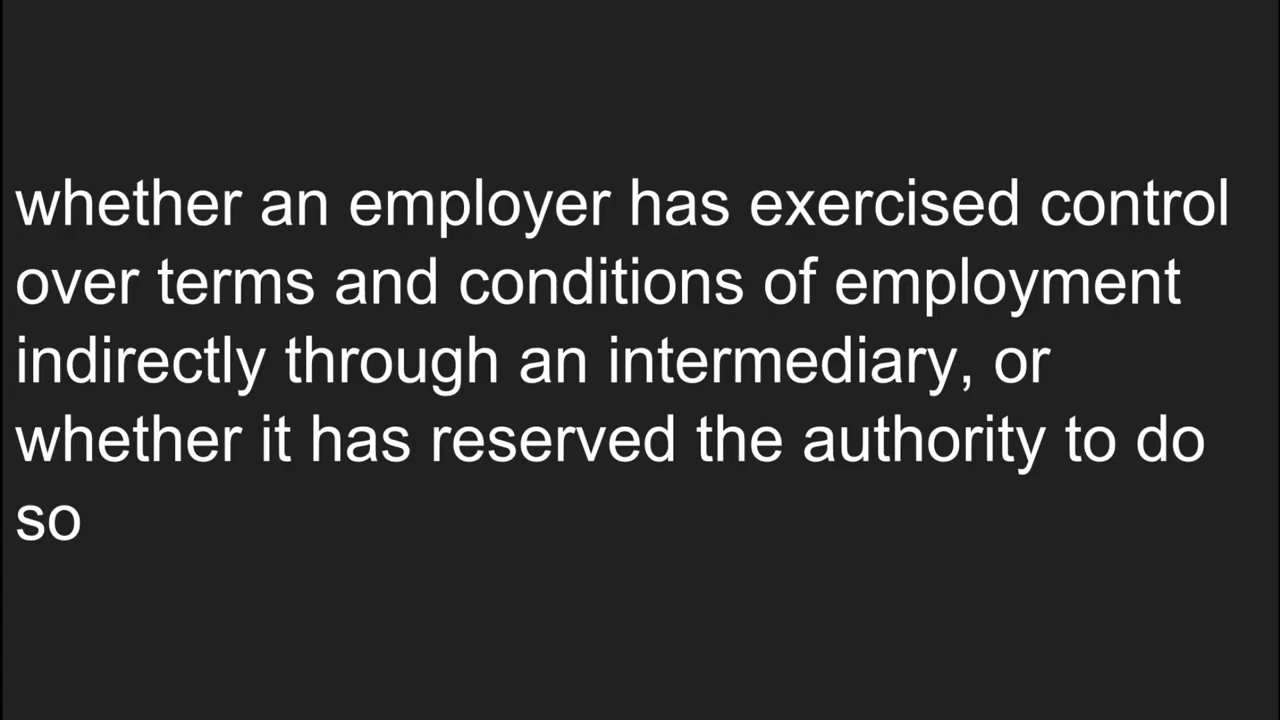 whether an employer has exercised control
over terms and conditions of employment
indirectly through an intermediary, or
whether it has reserved the authority to do
so